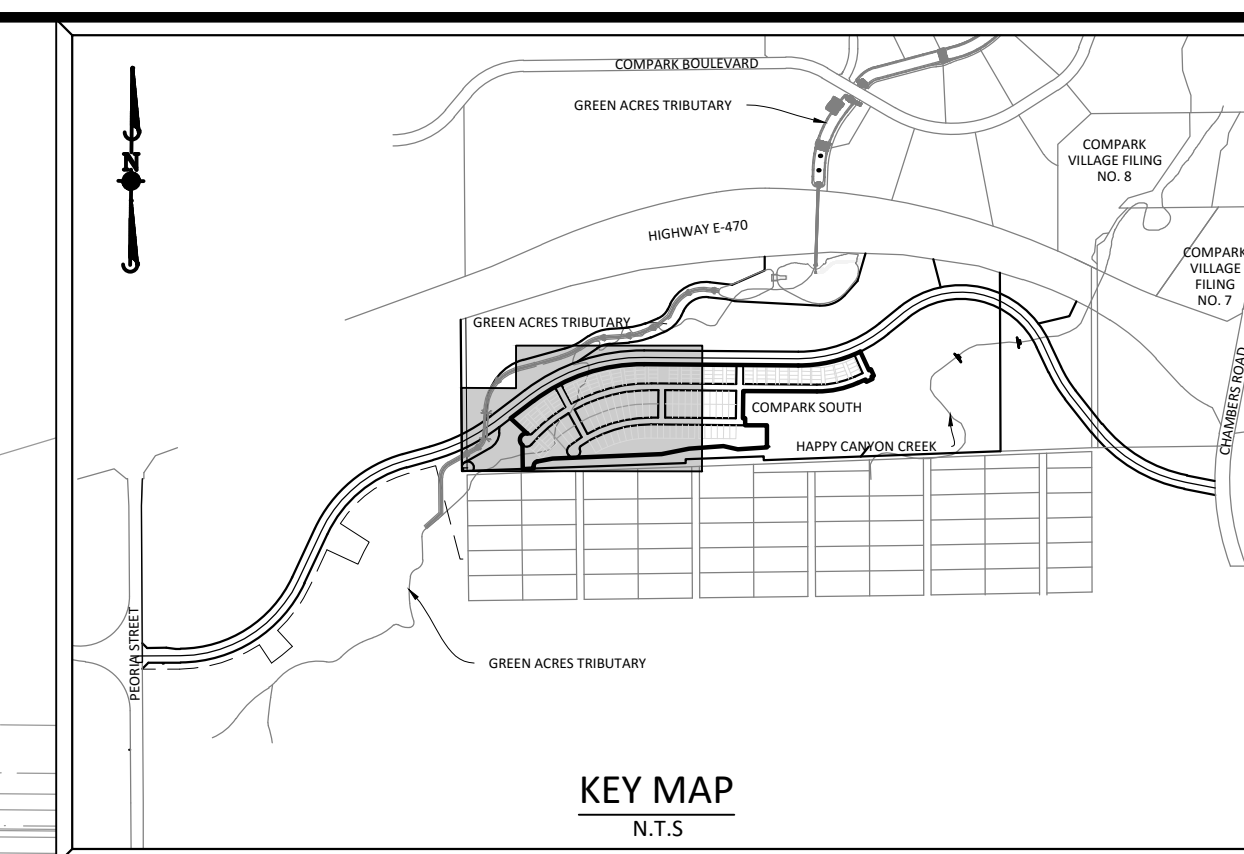 COMPARK BOULEVARD
GREEN ACRES TRIBUTARY
N
COMPARK
VILLAGE FILING
NO. 8
HIGHWAY E-470
COMPARK
VILLAGE
FILING
NO. 7
GREEN ACRES TRIBUTARY
CHAMBERS ROAD
COMPARK SOUTH
HAPPY CANYON CREEK
PEORIA STREET
GREEN ACRES TRIBUTARY
KEY MAP
N.T.S